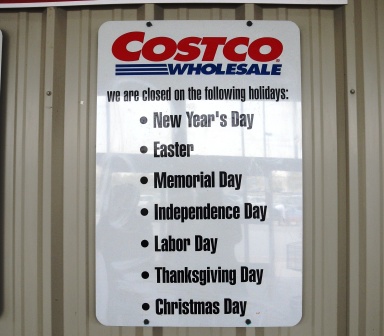 COSTCO
WHOLESALE
we are closed on the following holidays:
• New Year's Day
• Easter
• Memorial Day
• Independence Day
• Labor Day
• Thanksgiving Day
• Christmas Day